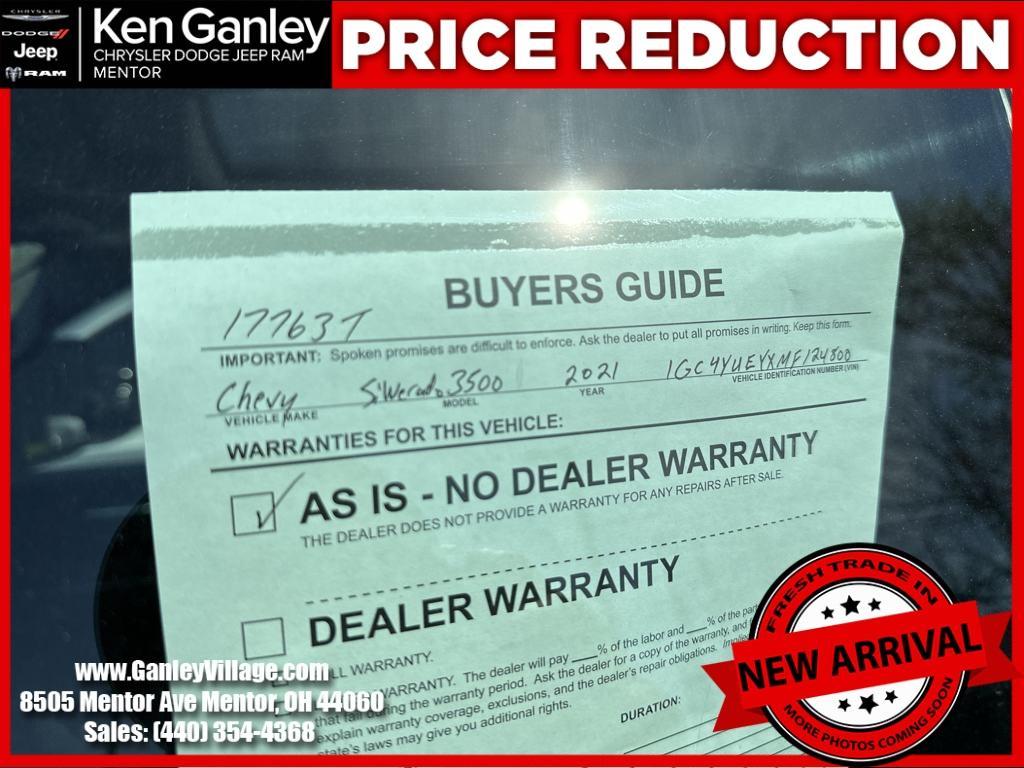 CHRYSLER
DODGE
Jeep
RAM
Ken Ganley
CHRYSLER DODGE JEEP RAM
MENTOR
PRICE REDUCTION
BUYERS GUIDE
17763T
IMPORTANT: Spoken promises are difficult to enforce. Ask the dealer to put all promises in writing. Keep this form.
Chevy Silverado 3500 2021 1GC4YUEYXMF124800
VEHICLE MAKE MODEL YEAR VEHICLE IDENTIFICATION NUMBER (VIN)
WARRANTIES FOR THIS VEHICLE:
AS IS - NO DEALER WARRANTY
THE DEALER DOES NOT PROVIDE A WARRANTY FOR ANY REPAIRS AFTER SALE.
DEALER WARRANTY
LL WARRANTY.
WARRANTY. The dealer will pay ___% of the labor and ___% of the
that fail during the warranty period. Ask the dealer for a copy of the warranty, and
explain warranty coverage, exclusions, and the dealer's repair obligations.
state's laws may give you additional rights.
DURATION:
www.GanleyVillage.com
8505 Mentor Ave Mentor, OH 44060
Sales: (440) 354-4368
FRESH TRADE IN
NEW ARRIVAL
MORE PHOTOS COMING SOON